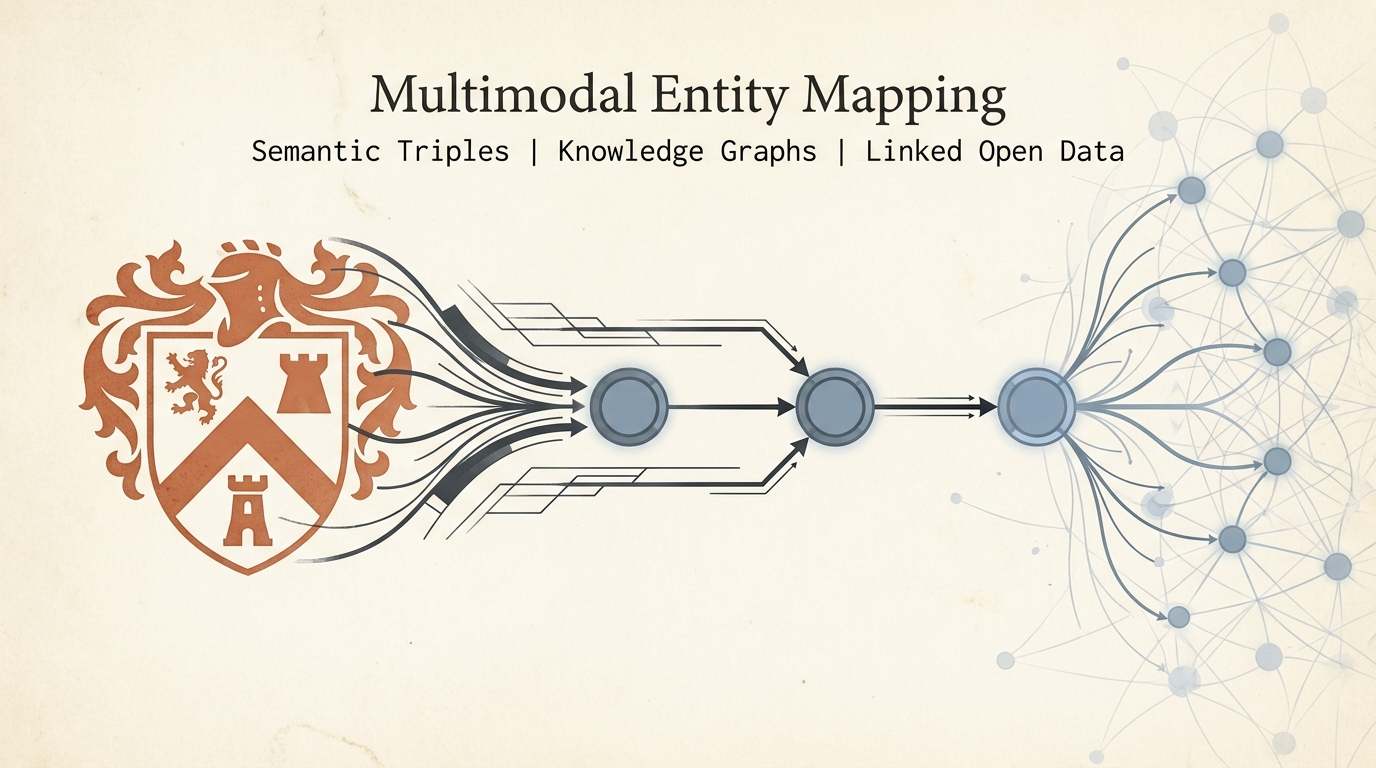 Multimodal Entity Mapping
Semantic Triples | Knowledge Graphs | Linked Open Data